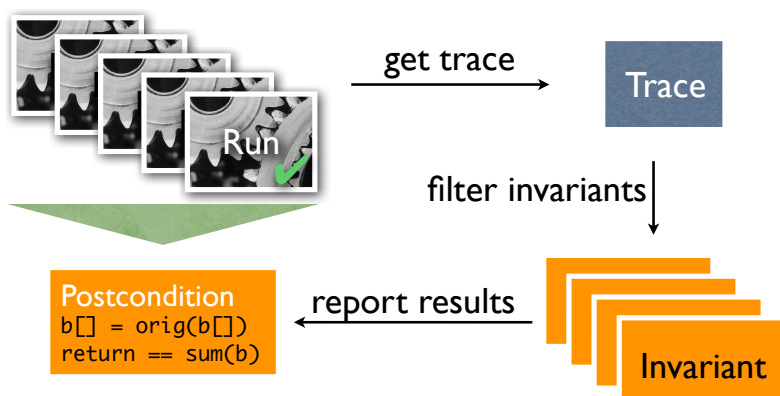 get trace
Trace
Run
filter invariants
Postcondition
b[] = orig(b[])
return == sum(b)
report results
Invariant